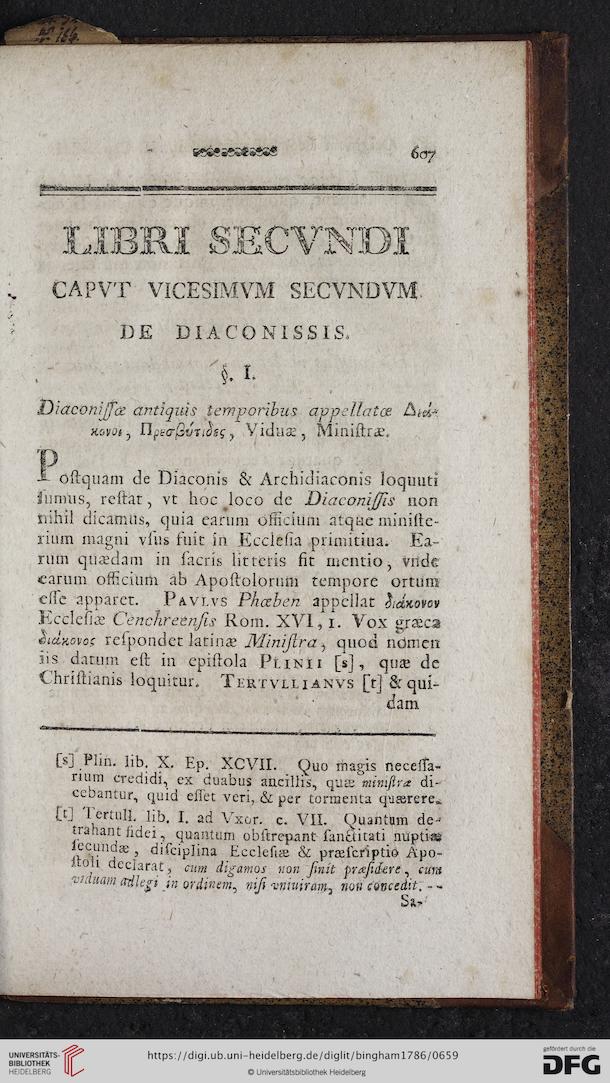 607
LIBRI SECVNDI
CAPVT VICESIMVM SECVNDVM
DE DIACONISSIS.
§. I.
Diaconiſſæ antiquis temporibus appellatæ Διά-
κονοι, Πρεσβύτιδες, Viduæ, Miniſtræ.
Poſtquam de Diaconis & Archidiaconis loquuti
ſumus, reſtat, vt hoc loco de Diaconiſſis non
nihil dicamus, quia earum officium atque miniſte-
rium magni vſus fuit in Eccleſia primitiua. Ea-
rum quædam in ſacris litteris fit mentio, vnde
earum officium ab Apoſtolorum tempore ortum
eſſe apparet. PAVLVS Phœben appellat διάκονον
Eccleſiæ Cenchreenſis Rom. XVI, 1. Vox græca
διάκονος reſpondet latinæ Miniſtra, quod nomen
iis datum eſt in epiſtola PLINII [s], quæ de
Chriſtianis loquitur. TERTVLLIANVS [t] & qui-
dam
[s] Plin. lib. X. Ep. XCVII. Quo magis neceſſa-
rium credidi, ex duabus ancillis, quæ miniſtræ di-
cebantur, quid eſſet veri, & per tormenta quærere.
[t] Tertull. lib. I. ad Vxor. c. VII. Quantum de-
trahant fidei, quantum obſtrepant ſanctitati nuptiæ
ſecundæ, diſciplina Eccleſiæ & præſcriptio Apo-
ſtoli declarat, cum digamos non ſinit præſidere, cum
viduam adlegi in ordinem, niſi vniuiram, non concedit. --
Sa-
UNIVERSITÄTS-
BIBLIOTHEK
HEIDELBERG
https://digi.ub.uni-heidelberg.de/diglit/bingham1786/0659
© Universitätsbibliothek Heidelberg
gefördert durch die
DFG